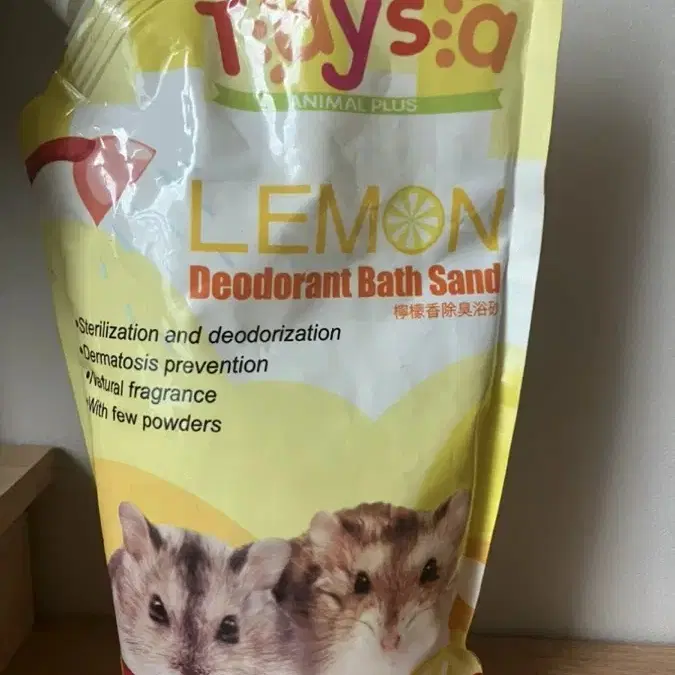 Toysia
ANIMAL PLUS
LEMON
Deodorant Bath Sand
檸檬香除臭浴砂
•Sterilization and deodorization
•Dermatosis prevention
•Natural fragrance
•With few powders